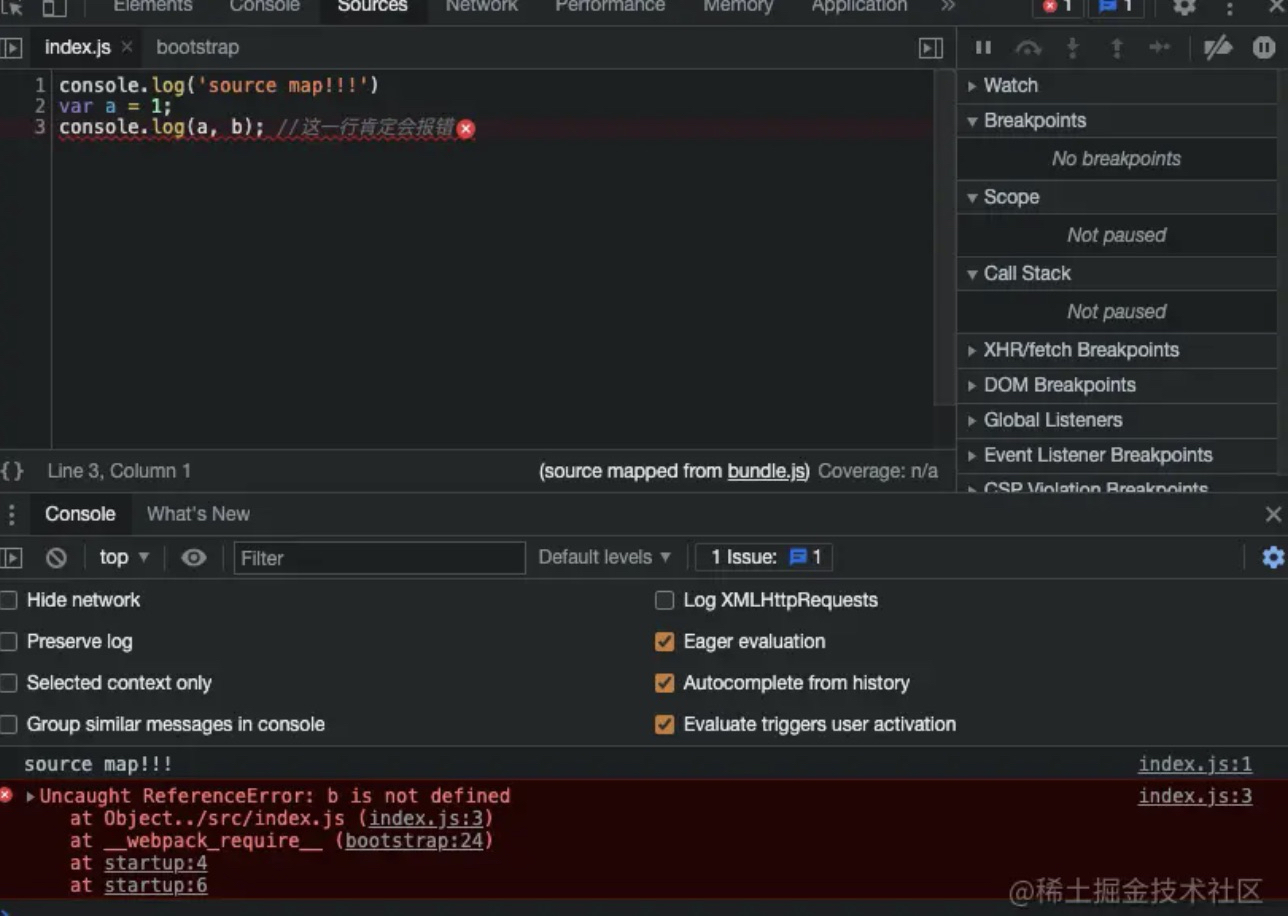 Elements Console Sources Network Performance Memory Application » 1 1
index.js × bootstrap
1 console.log('source map!!!')
2 var a = 1;
3 console.log(a, b); //这一行肯定会报错
Watch
Breakpoints
No breakpoints
Scope
Not paused
Call Stack
Not paused
XHR/fetch Breakpoints
DOM Breakpoints
Global Listeners
Event Listener Breakpoints
CSP Violation Breakpoints
{} Line 3, Column 1 (source mapped from bundle.js) Coverage: n/a
Console What's New
top Filter Default levels 1 Issue: 1
Hide network Log XMLHttpRequests
Preserve log Eager evaluation
Selected context only Autocomplete from history
Group similar messages in console Evaluate triggers user activation
source map!!! index.js:1
Uncaught ReferenceError: b is not defined index.js:3
at Object../src/index.js (index.js:3)
at __webpack_require__ (bootstrap:24)
at startup:4
at startup:6
@稀土掘金技术社区